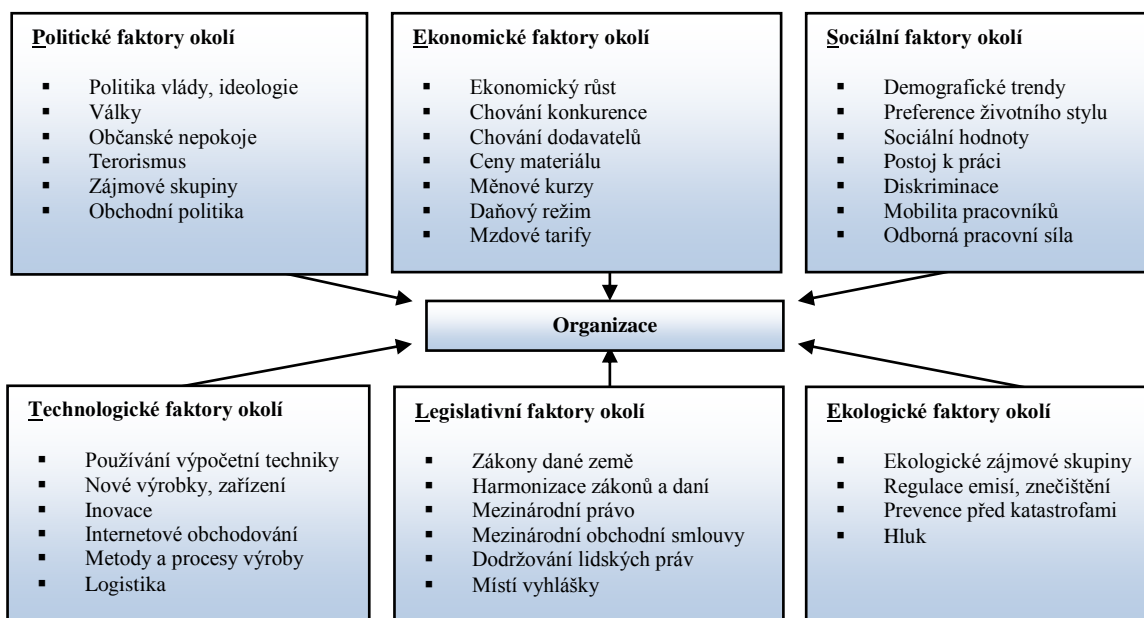 Politické faktory okolí
▪ Politika vlády, ideologie
▪ Války
▪ Občanské nepokoje
▪ Terorismus
▪ Zájmové skupiny
▪ Obchodní politika
Ekonomické faktory okolí
▪ Ekonomický růst
▪ Chování konkurence
▪ Chování dodavatelů
▪ Ceny materiálu
▪ Měnové kurzy
▪ Daňový režim
▪ Mzdové tarify
Sociální faktory okolí
▪ Demografické trendy
▪ Preference životního stylu
▪ Sociální hodnoty
▪ Postoj k práci
▪ Diskriminace
▪ Mobilita pracovníků
▪ Odborná pracovní síla
Organizace
Technologické faktory okolí
▪ Používání výpočetní techniky
▪ Nové výrobky, zařízení
▪ Inovace
▪ Internetové obchodování
▪ Metody a procesy výroby
▪ Logistika
Legislativní faktory okolí
▪ Zákony dané země
▪ Harmonizace zákonů a daní
▪ Mezinárodní právo
▪ Mezinárodní obchodní smlouvy
▪ Dodržování lidských práv
▪ Místí vyhlášky
Ekologické faktory okolí
▪ Ekologické zájmové skupiny
▪ Regulace emisí, znečištění
▪ Prevence před katastrofami
▪ Hluk